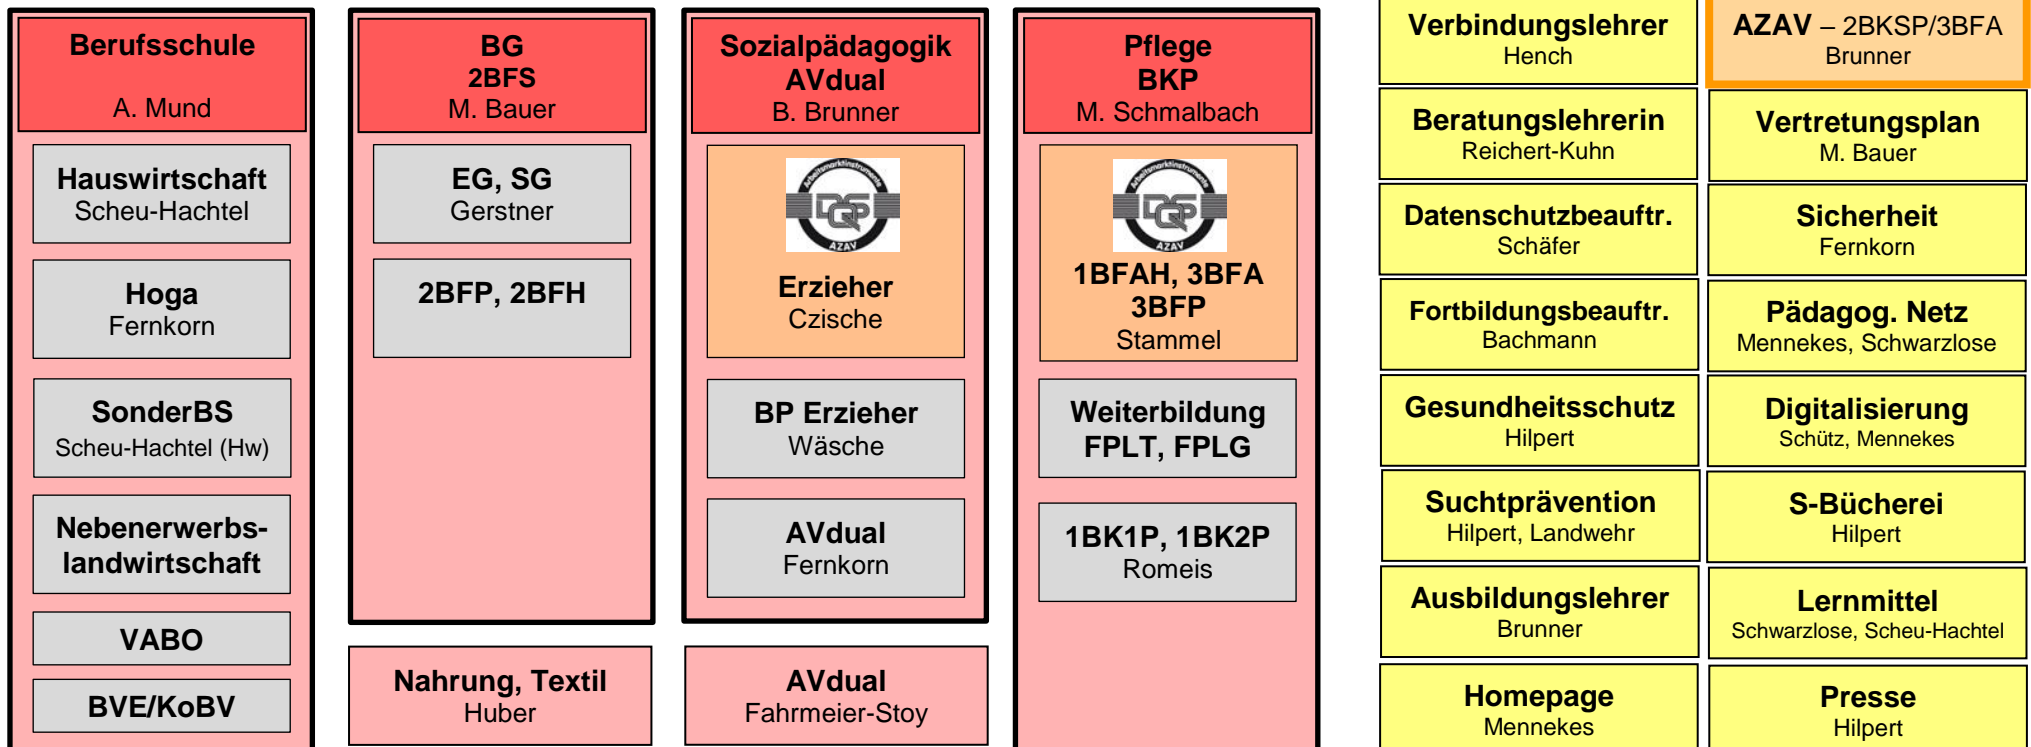 Berufsschule
A. Mund
Hauswirtschaft
Scheu-Hachtel
Hoga
Fernkorn
SonderBS
Scheu-Hachtel (Hw)
Nebenerwerbs-
landwirtschaft
VABO
BVE/KoBV
BG
2BFS
M. Bauer
EG, SG
Gerstner
2BFP, 2BFH
Nahrung, Textil
Huber
Sozialpädagogik
AVdual
B. Brunner
Arbeitsmarktinstrumente
DQS
AZAV
Erzieher
Czische
BP Erzieher
Wäsche
AVdual
Fernkorn
AVdual
Fahrmeier-Stoy
Pflege
BKP
M. Schmalbach
Arbeitsmarktinstrumente
DQS
AZAV
1BFAH, 3BFA
3BFP
Stammel
Weiterbildung
FPLT, FPLG
1BK1P, 1BK2P
Romeis
Verbindungslehrer
Hench
Beratungslehrerin
Reichert-Kuhn
Datenschutzbeauftr.
Schäfer
Fortbildungsbeauftr.
Bachmann
Gesundheitsschutz
Hilpert
Suchtprävention
Hilpert, Landwehr
Ausbildungslehrer
Brunner
Homepage
Mennekes
AZAV – 2BKSP/3BFA
Brunner
Vertretungsplan
M. Bauer
Sicherheit
Fernkorn
Pädagog. Netz
Mennekes, Schwarzlose
Digitalisierung
Schütz, Mennekes
S-Bücherei
Hilpert
Lernmittel
Schwarzlose, Scheu-Hachtel
Presse
Hilpert